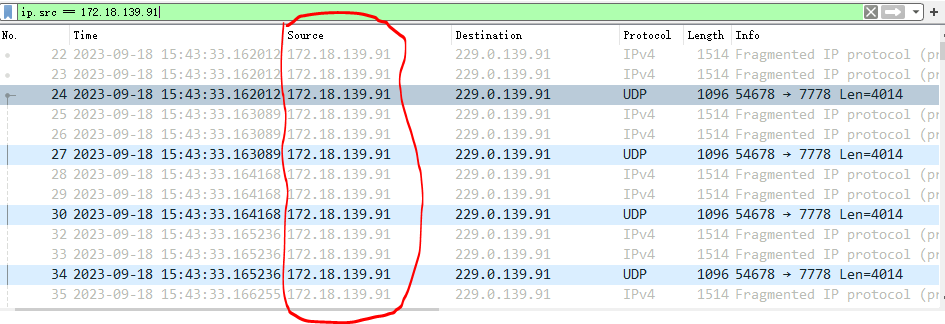 ip.src == 172.18.139.91
No. Time Source Destination Protocol Length Info
22 2023-09-18 15:43:33.162012 172.18.139.91 229.0.139.91 IPv4 1514 Fragmented IP protocol (pr
23 2023-09-18 15:43:33.162012 172.18.139.91 229.0.139.91 IPv4 1514 Fragmented IP protocol (pr
24 2023-09-18 15:43:33.162012 172.18.139.91 229.0.139.91 UDP 1096 54678 → 7778 Len=4014
25 2023-09-18 15:43:33.163089 172.18.139.91 229.0.139.91 IPv4 1514 Fragmented IP protocol (pr
26 2023-09-18 15:43:33.163089 172.18.139.91 229.0.139.91 IPv4 1514 Fragmented IP protocol (pr
27 2023-09-18 15:43:33.163089 172.18.139.91 229.0.139.91 UDP 1096 54678 → 7778 Len=4014
28 2023-09-18 15:43:33.164168 172.18.139.91 229.0.139.91 IPv4 1514 Fragmented IP protocol (pr
29 2023-09-18 15:43:33.164168 172.18.139.91 229.0.139.91 IPv4 1514 Fragmented IP protocol (pr
30 2023-09-18 15:43:33.164168 172.18.139.91 229.0.139.91 UDP 1096 54678 → 7778 Len=4014
32 2023-09-18 15:43:33.165236 172.18.139.91 229.0.139.91 IPv4 1514 Fragmented IP protocol (pr
33 2023-09-18 15:43:33.165236 172.18.139.91 229.0.139.91 IPv4 1514 Fragmented IP protocol (pr
34 2023-09-18 15:43:33.165236 172.18.139.91 229.0.139.91 UDP 1096 54678 → 7778 Len=4014
35 2023-09-18 15:43:33.166255 172.18.139.91 229.0.139.91 IPv4 1514 Fragmented IP protocol (pr